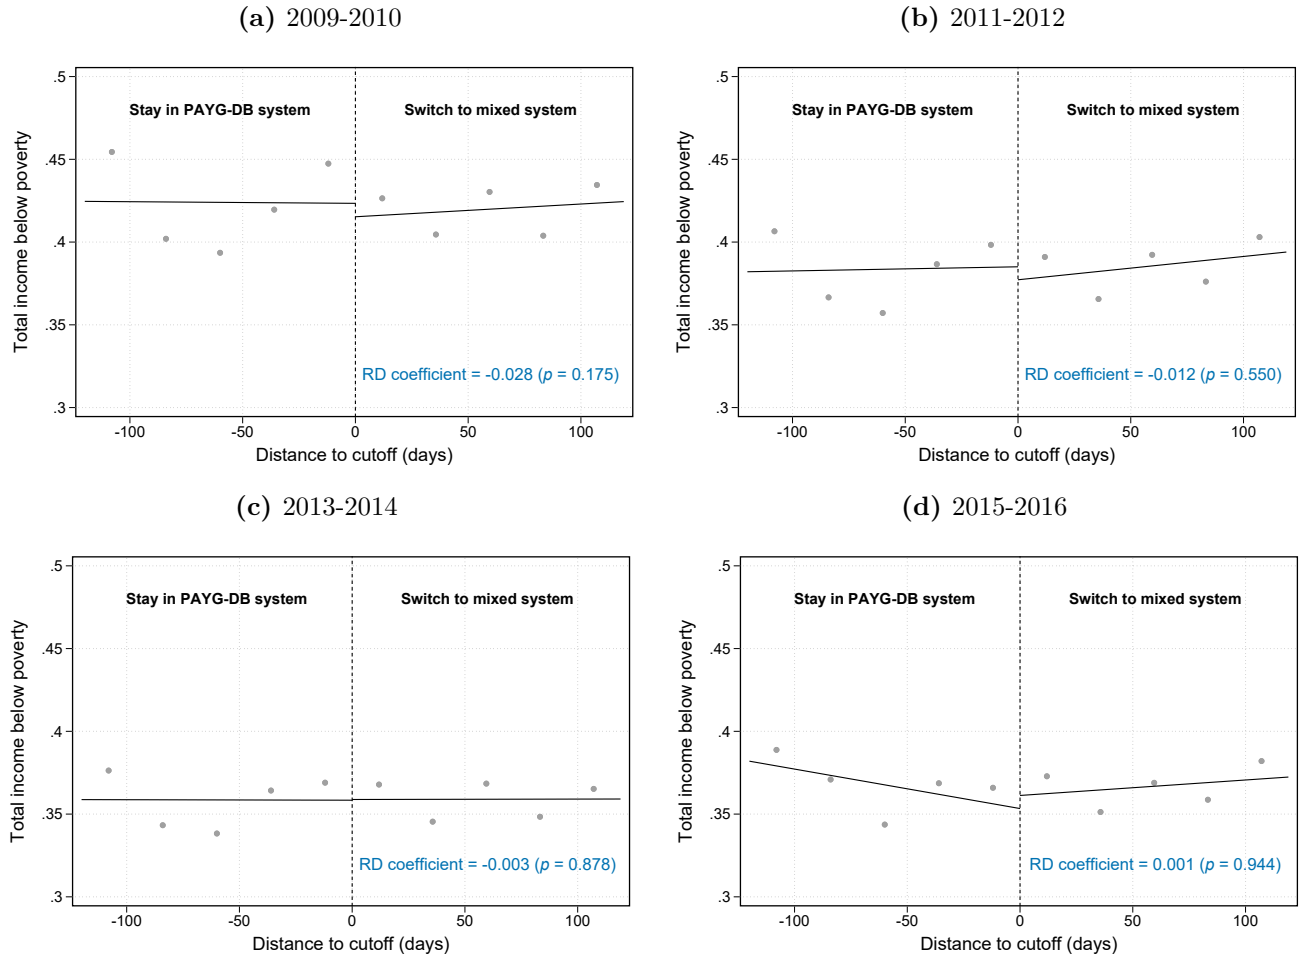 (a) 2009-2010
.5
.45
.4
.35
.3
Total income below poverty
Stay in PAYG-DB system
Switch to mixed system
RD coefficient = -0.028 (p = 0.175)
-100 -50 0 50 100
Distance to cutoff (days)
(b) 2011-2012
.5
.45
.4
.35
.3
Total income below poverty
Stay in PAYG-DB system
Switch to mixed system
RD coefficient = -0.012 (p = 0.550)
-100 -50 0 50 100
Distance to cutoff (days)
(c) 2013-2014
.5
.45
.4
.35
.3
Total income below poverty
Stay in PAYG-DB system
Switch to mixed system
RD coefficient = -0.003 (p = 0.878)
-100 -50 0 50 100
Distance to cutoff (days)
(d) 2015-2016
.5
.45
.4
.35
.3
Total income below poverty
Stay in PAYG-DB system
Switch to mixed system
RD coefficient = 0.001 (p = 0.944)
-100 -50 0 50 100
Distance to cutoff (days)